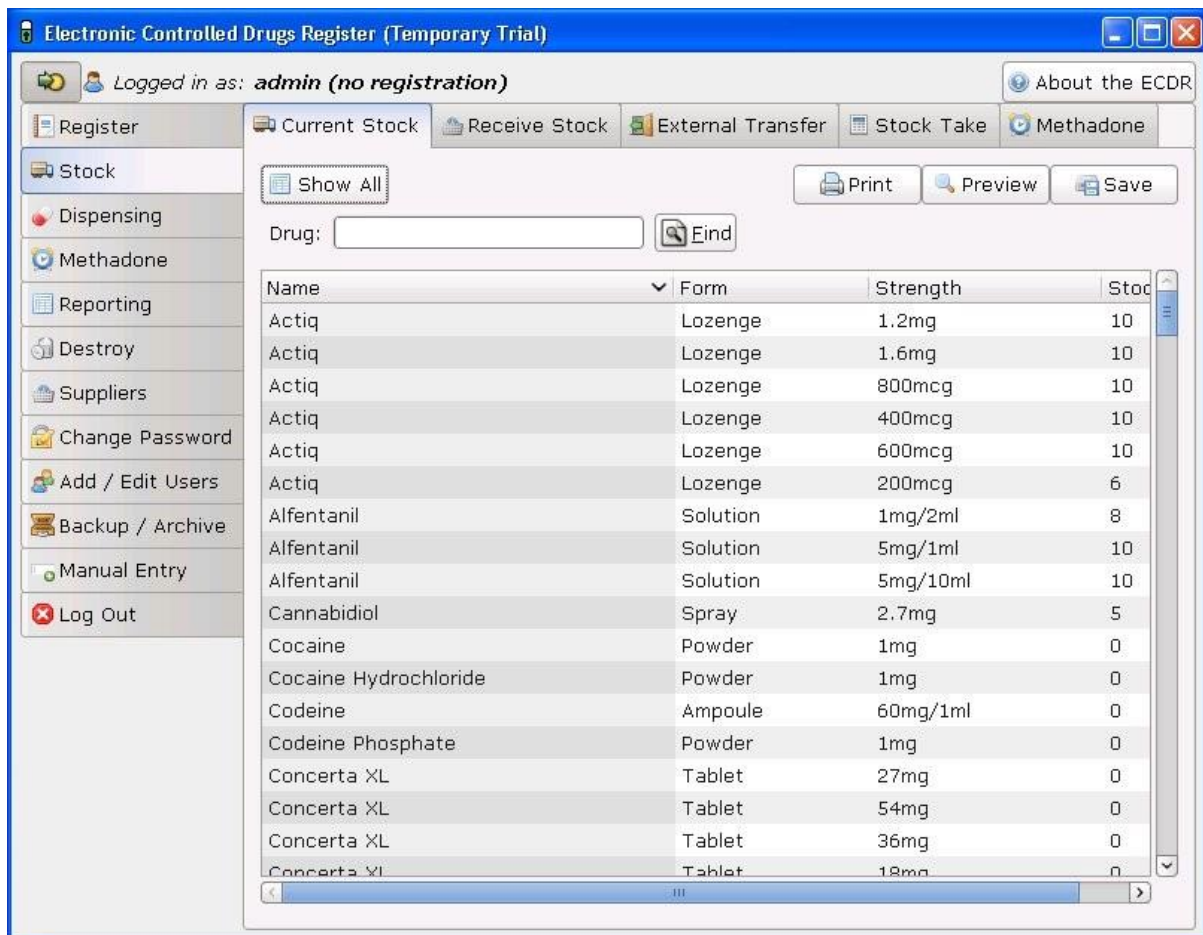 Electronic Controlled Drugs Register (Temporary Trial)
Logged in as: admin (no registration)
About the ECDR
Register
Stock
Dispensing
Methadone
Reporting
Destroy
Suppliers
Change Password
Add / Edit Users
Backup / Archive
Manual Entry
Log Out
Current Stock Receive Stock External Transfer Stock Take Methadone
Show All Print Preview Save
Drug: Find
Name Form Strength Stoc
Actiq Lozenge 1.2mg 10
Actiq Lozenge 1.6mg 10
Actiq Lozenge 800mcg 10
Actiq Lozenge 400mcg 10
Actiq Lozenge 600mcg 10
Actiq Lozenge 200mcg 6
Alfentanil Solution 1mg/2ml 8
Alfentanil Solution 5mg/1ml 10
Alfentanil Solution 5mg/10ml 10
Cannabidiol Spray 2.7mg 5
Cocaine Powder 1mg 0
Cocaine Hydrochloride Powder 1mg 0
Codeine Ampoule 60mg/1ml 0
Codeine Phosphate Powder 1mg 0
Concerta XL Tablet 27mg 0
Concerta XL Tablet 54mg 0
Concerta XL Tablet 36mg 0
Concerta XL Tablet 18mg 0